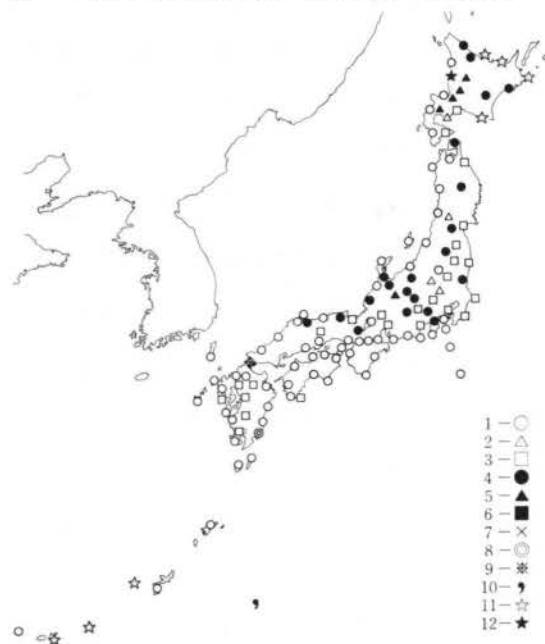 1 — ○
2 — △
3 — □
4 — ●
5 — ▲
6 — ■
7 — ×
8 — ◎
9 — ※
10 — ❜
11 — ☆
12 — ★